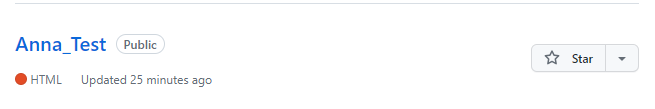 Anna_Test Public
Star
HTML Updated 25 minutes ago